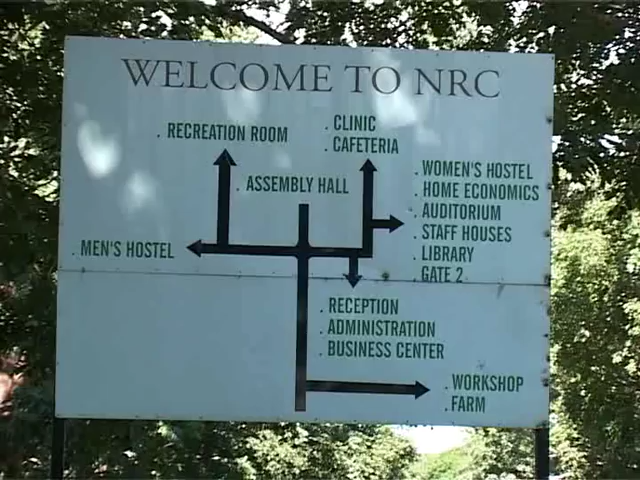 WELCOME TO NRC
. RECREATION ROOM
. CLINIC
. CAFETERIA
. ASSEMBLY HALL
. WOMEN'S HOSTEL
. HOME ECONOMICS
. AUDITORIUM
. STAFF HOUSES
. LIBRARY
. GATE 2
. MEN'S HOSTEL
. RECEPTION
. ADMINISTRATION
. BUSINESS CENTER
. WORKSHOP
. FARM